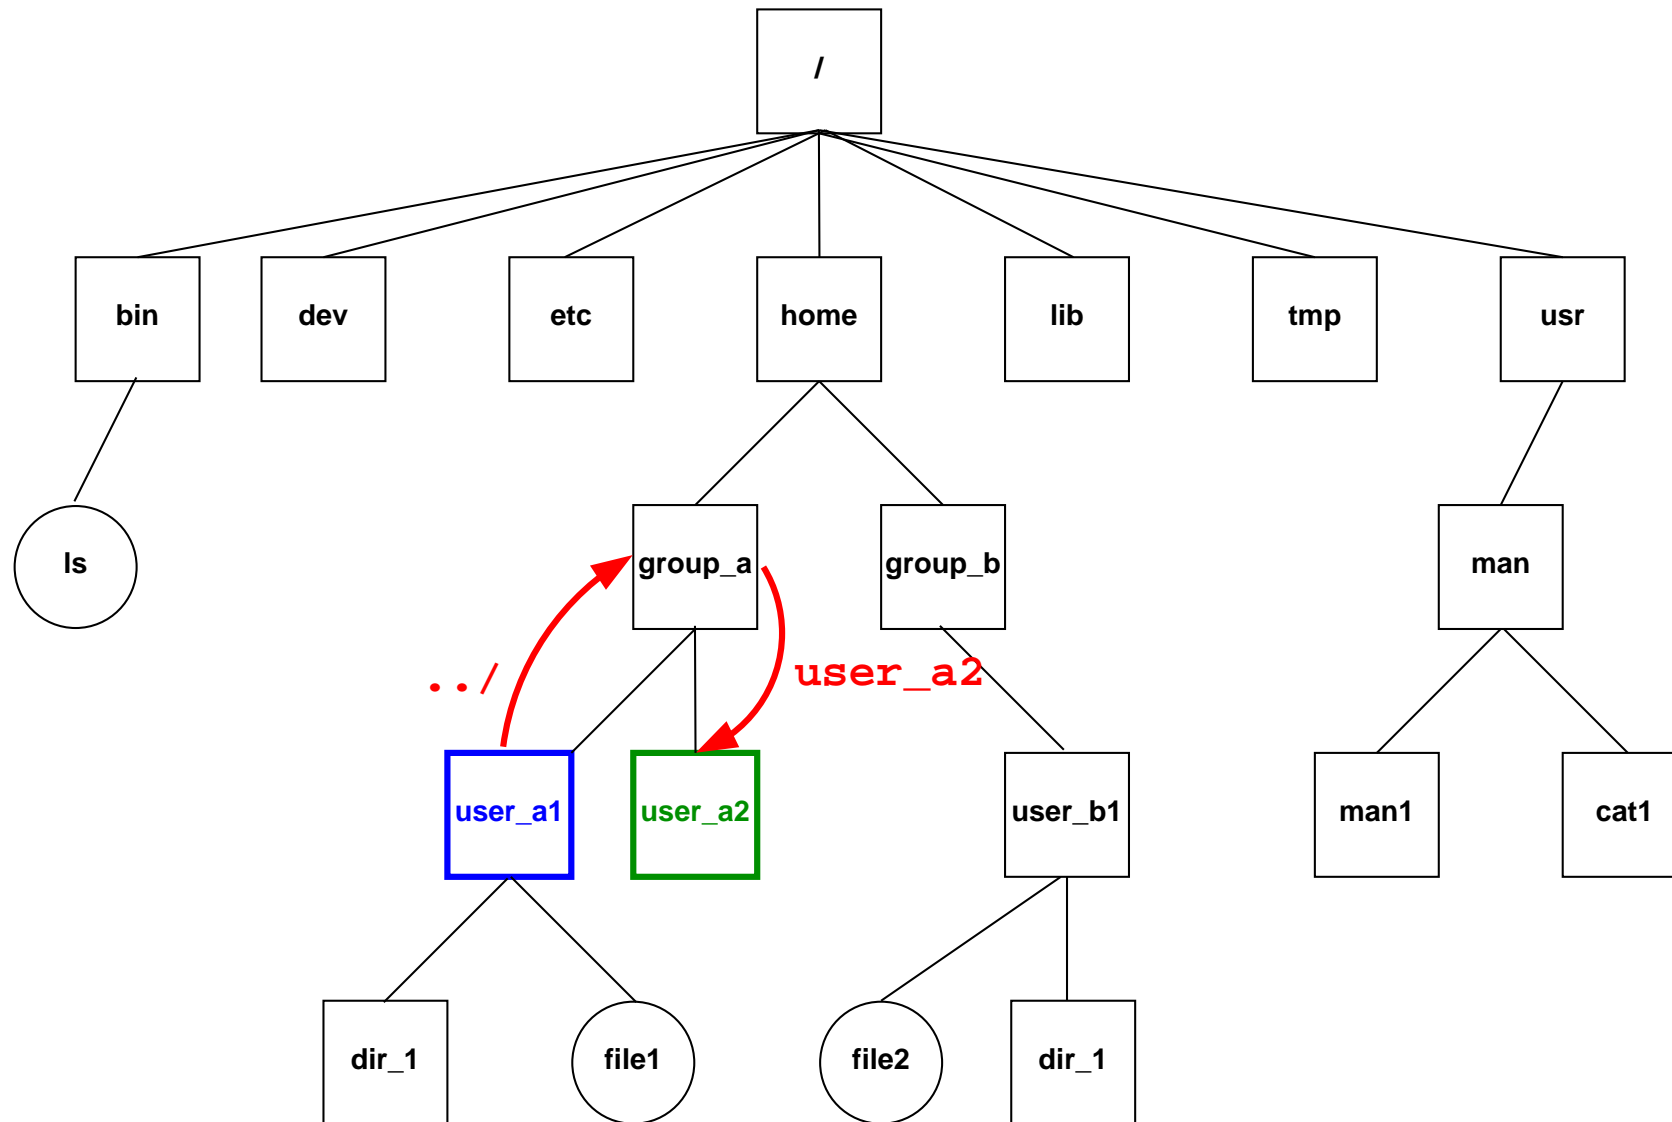 /
bin
dev
etc
home
lib
tmp
usr
ls
group_a
group_b
man
../
user_a2
user_a1
user_a2
user_b1
man1
cat1
dir_1
file1
file2
dir_1